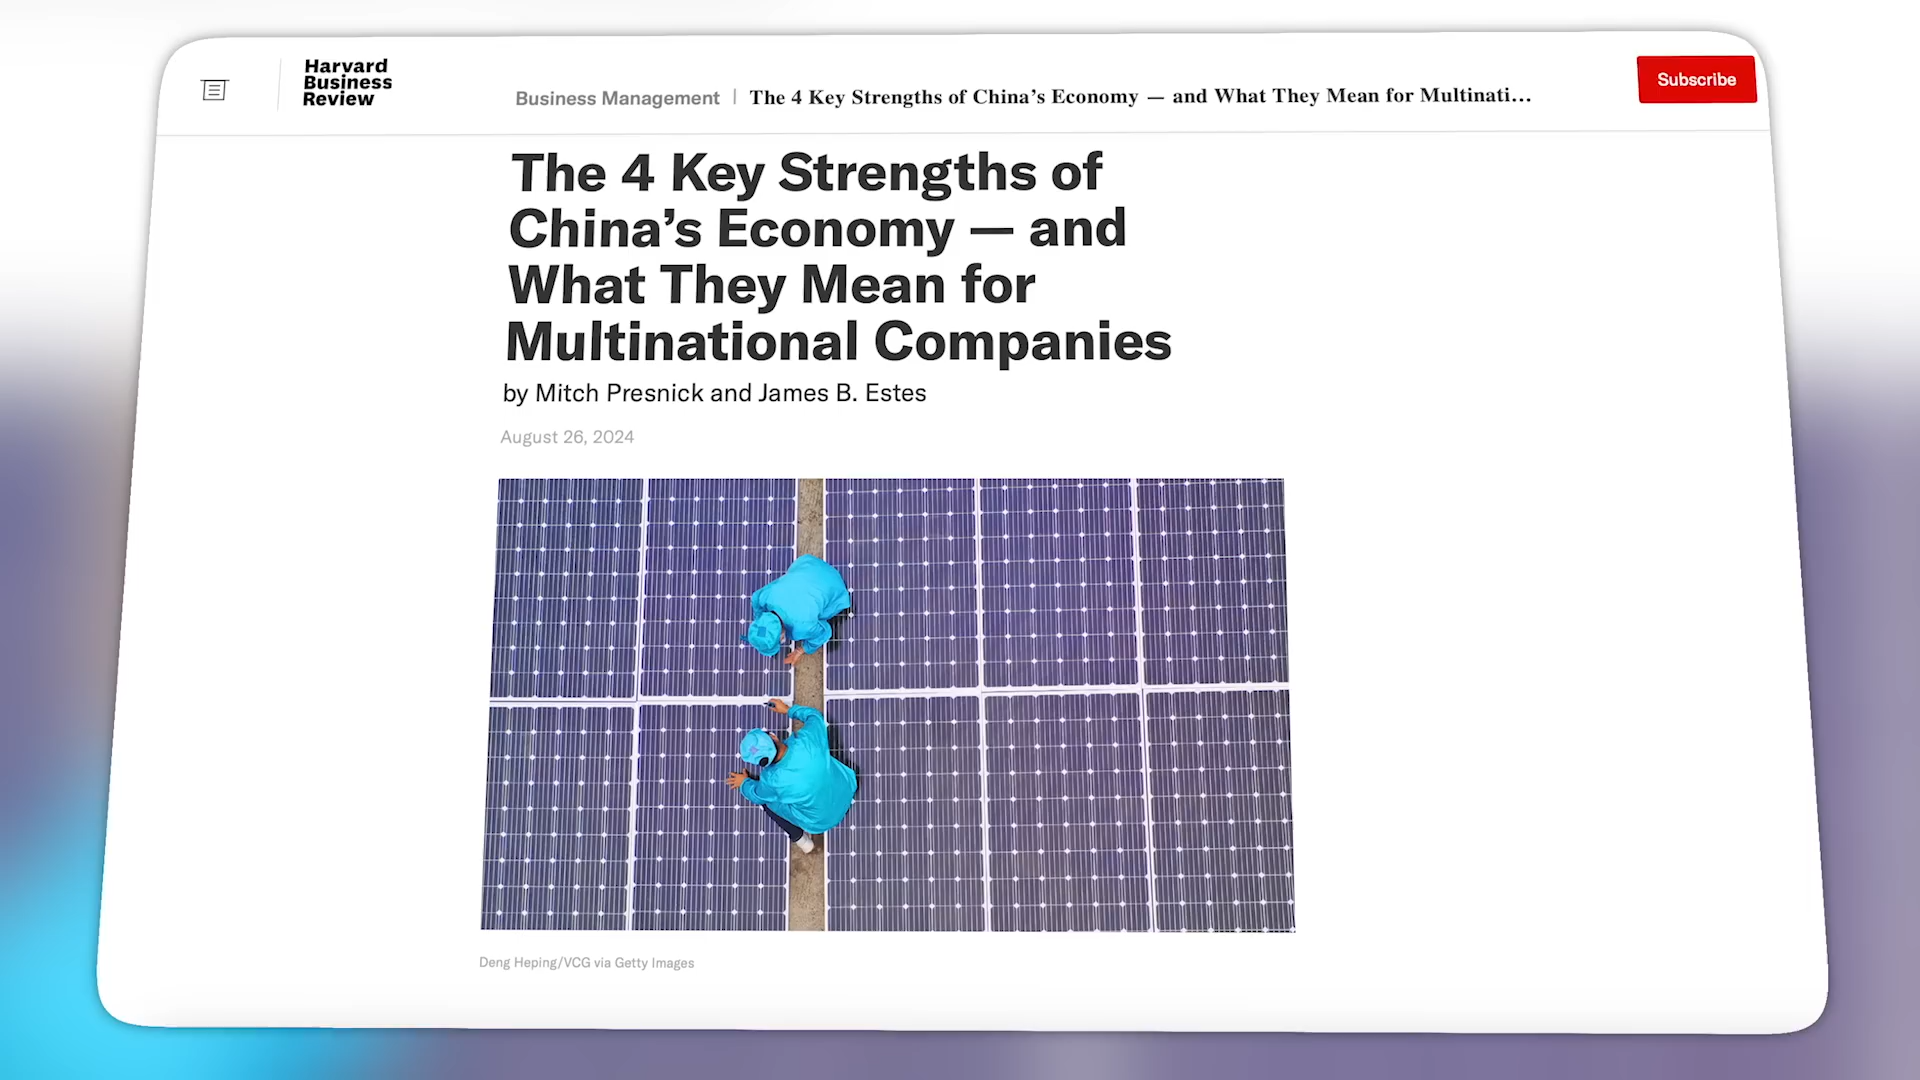 Harvard
Business
Review
Business Management | The 4 Key Strengths of China’s Economy — and What They Mean for Multinati…
Subscribe
The 4 Key Strengths of
China’s Economy — and
What They Mean for
Multinational Companies
by Mitch Presnick and James B. Estes
August 26, 2024
Deng Heping/VCG via Getty Images